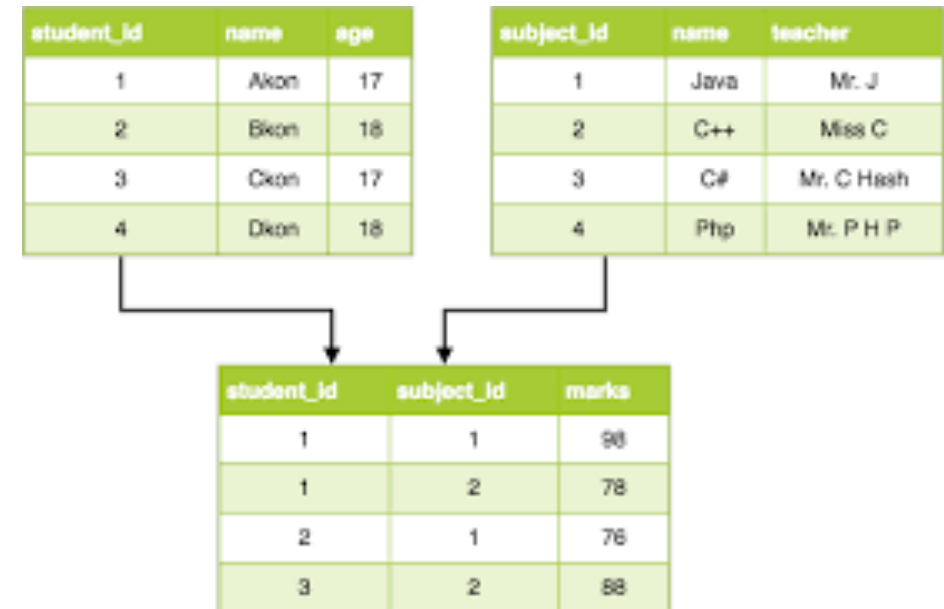 student_id name age
1 Akon 17
2 Bkon 18
3 Ckon 17
4 Dkon 18
subject_id name teacher
1 Java Mr. J
2 C++ Miss C
3 C# Mr. C Hash
4 Php Mr. P H P
student_id subject_id marks
1 1 98
1 2 78
2 1 76
3 2 88